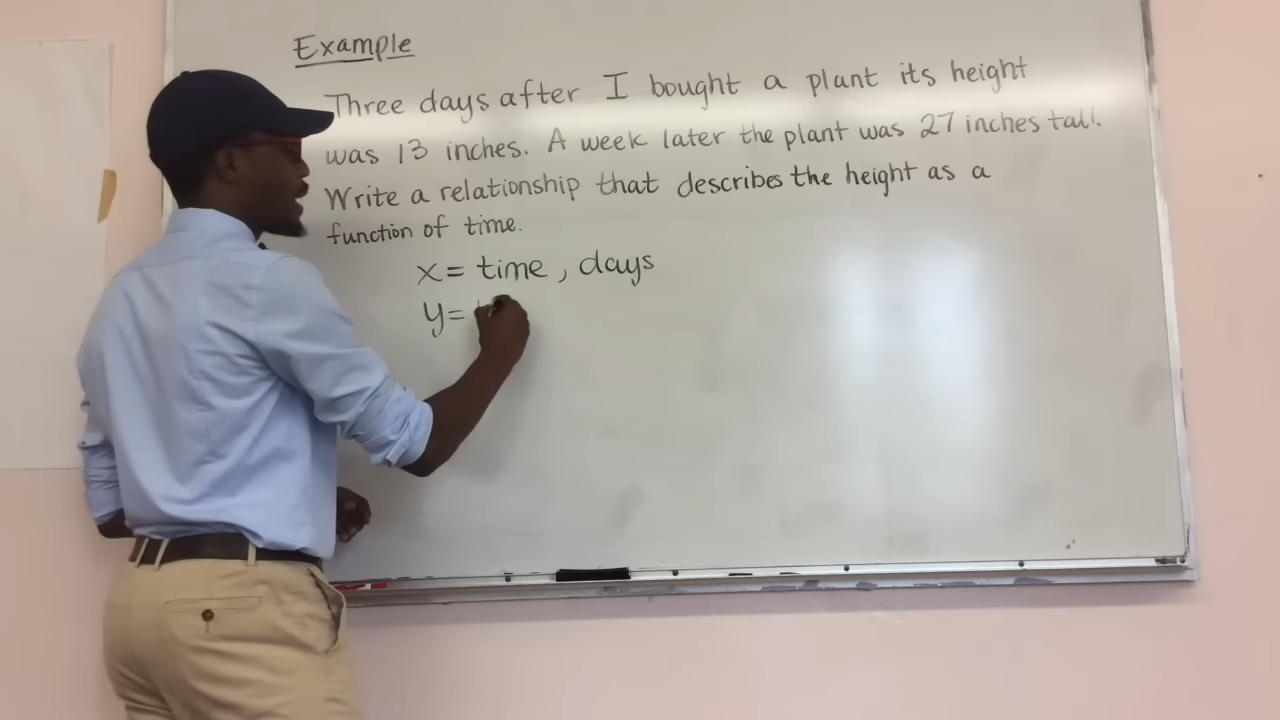 Example
Three days after I bought a plant its height
was 13 inches. A week later the plant was 27 inches tall.
Write a relationship that describes the height as a
function of time.
x = time, days
y =